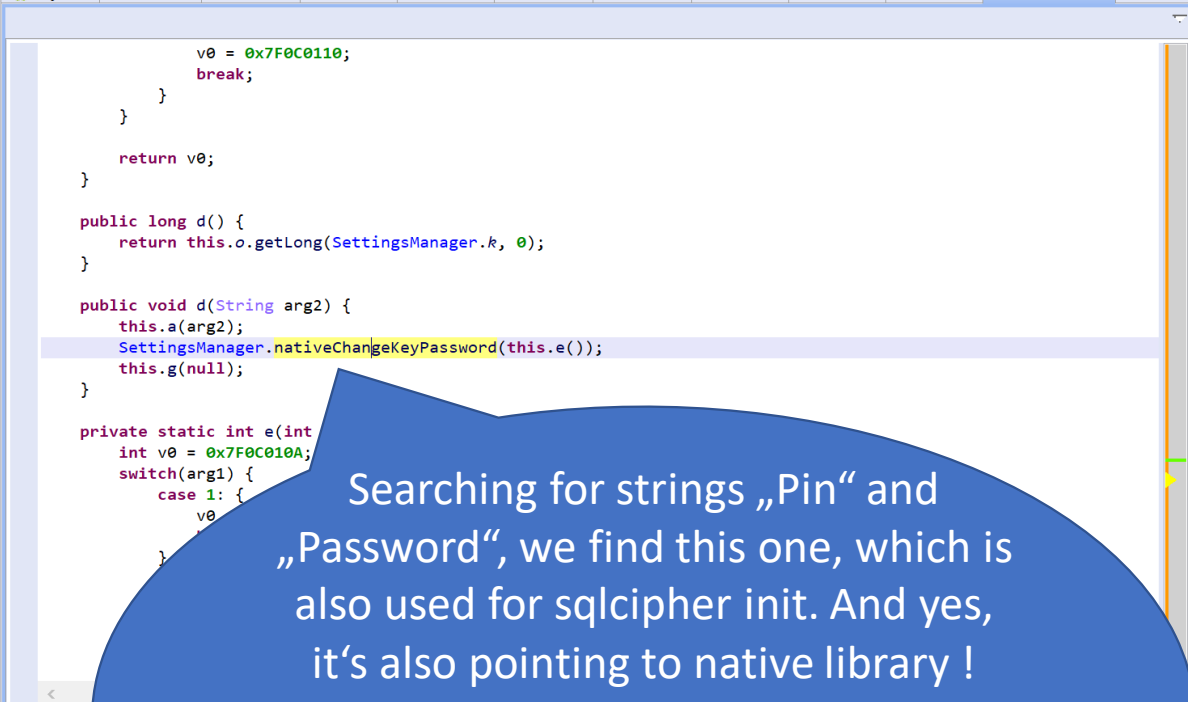 v0 = 0x7F0C0110;
break;
}
}
return v0;
}
public long d() {
return this.o.getLong(SettingsManager.k, 0);
}
public void d(String arg2) {
this.a(arg2);
SettingsManager.nativeChangeKeyPassword(this.e());
this.g(null);
}
private static int e(int
int v0 = 0x7F0C010A;
switch(arg1) {
case 1: {
v0
}
Searching for strings „Pin“ and
„Password“, we find this one, which is
also used for sqlcipher init. And yes,
it‘s also pointing to native library !